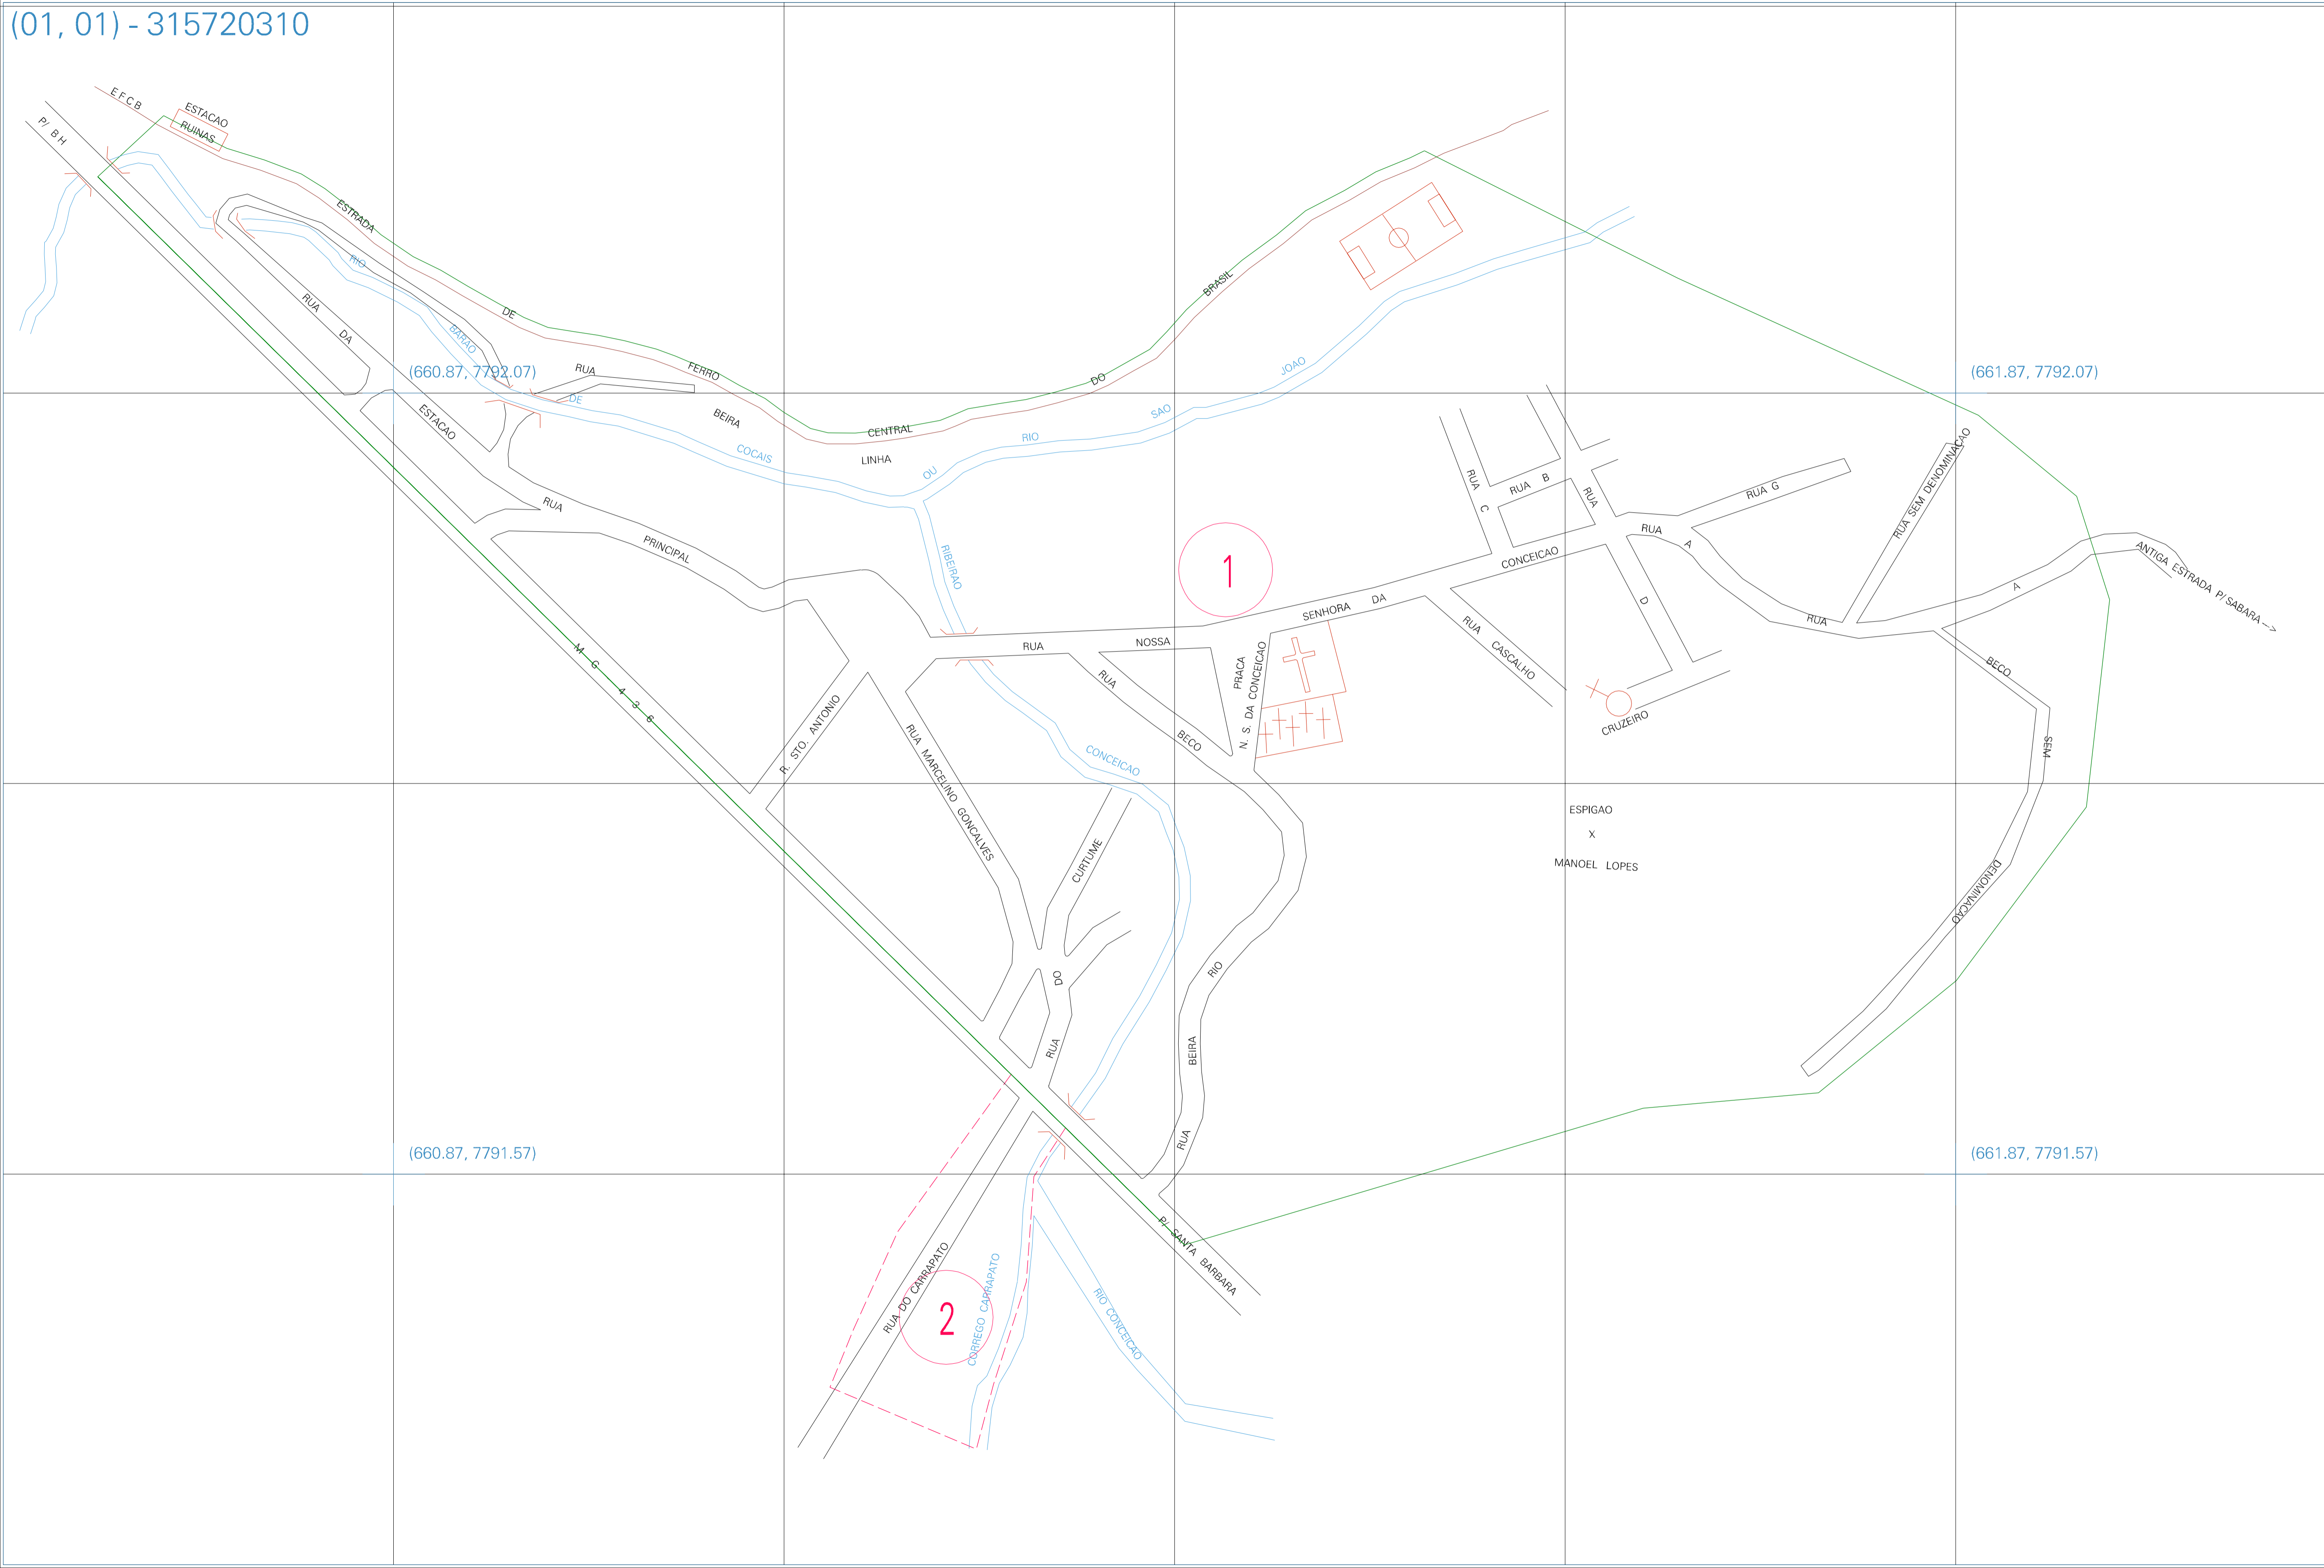 (01, 01) - 315720310
E F C B
ESTACAO
RUINAS
P/ B H
ESTRADA
DE
FERRO
CENTRAL
DO
BRASIL
RIO
BARAO
DE
COCAIS
OU
RIO
SAO
JOAO
RUA
DA
ESTACAO
RUA
BEIRA
LINHA
(660.87, 7792.07)
(661.87, 7792.07)
RUA
PRINCIPAL
RIBEIRAO
CONCEICAO
1
RUA
C
RUA B
RUA
D
RUA G
RUA
A
RUA
A
RUA SEM DENOMINACAO
ANTIGA ESTRADA P/ SABARA -->
RUA
NOSSA
SENHORA DA
CONCEICAO
RUA CASCALHO
PRACA
N. S. DA CONCEICAO
CRUZEIRO
BECO
SEM
DENOMINACAO
M G 4 3 6
R. STO. ANTONIO
RUA MARCELINO GONCALVES
RUA
DO
CURTUME
RUA
BECO
RUA
BEIRA
RIO
ESPIGAO
X
MANOEL LOPES
(660.87, 7791.57)
(661.87, 7791.57)
P/ SANTA BARBARA
RUA DO CARRAPATO
2
CORREGO CARRAPATO
RIO CONCEICAO